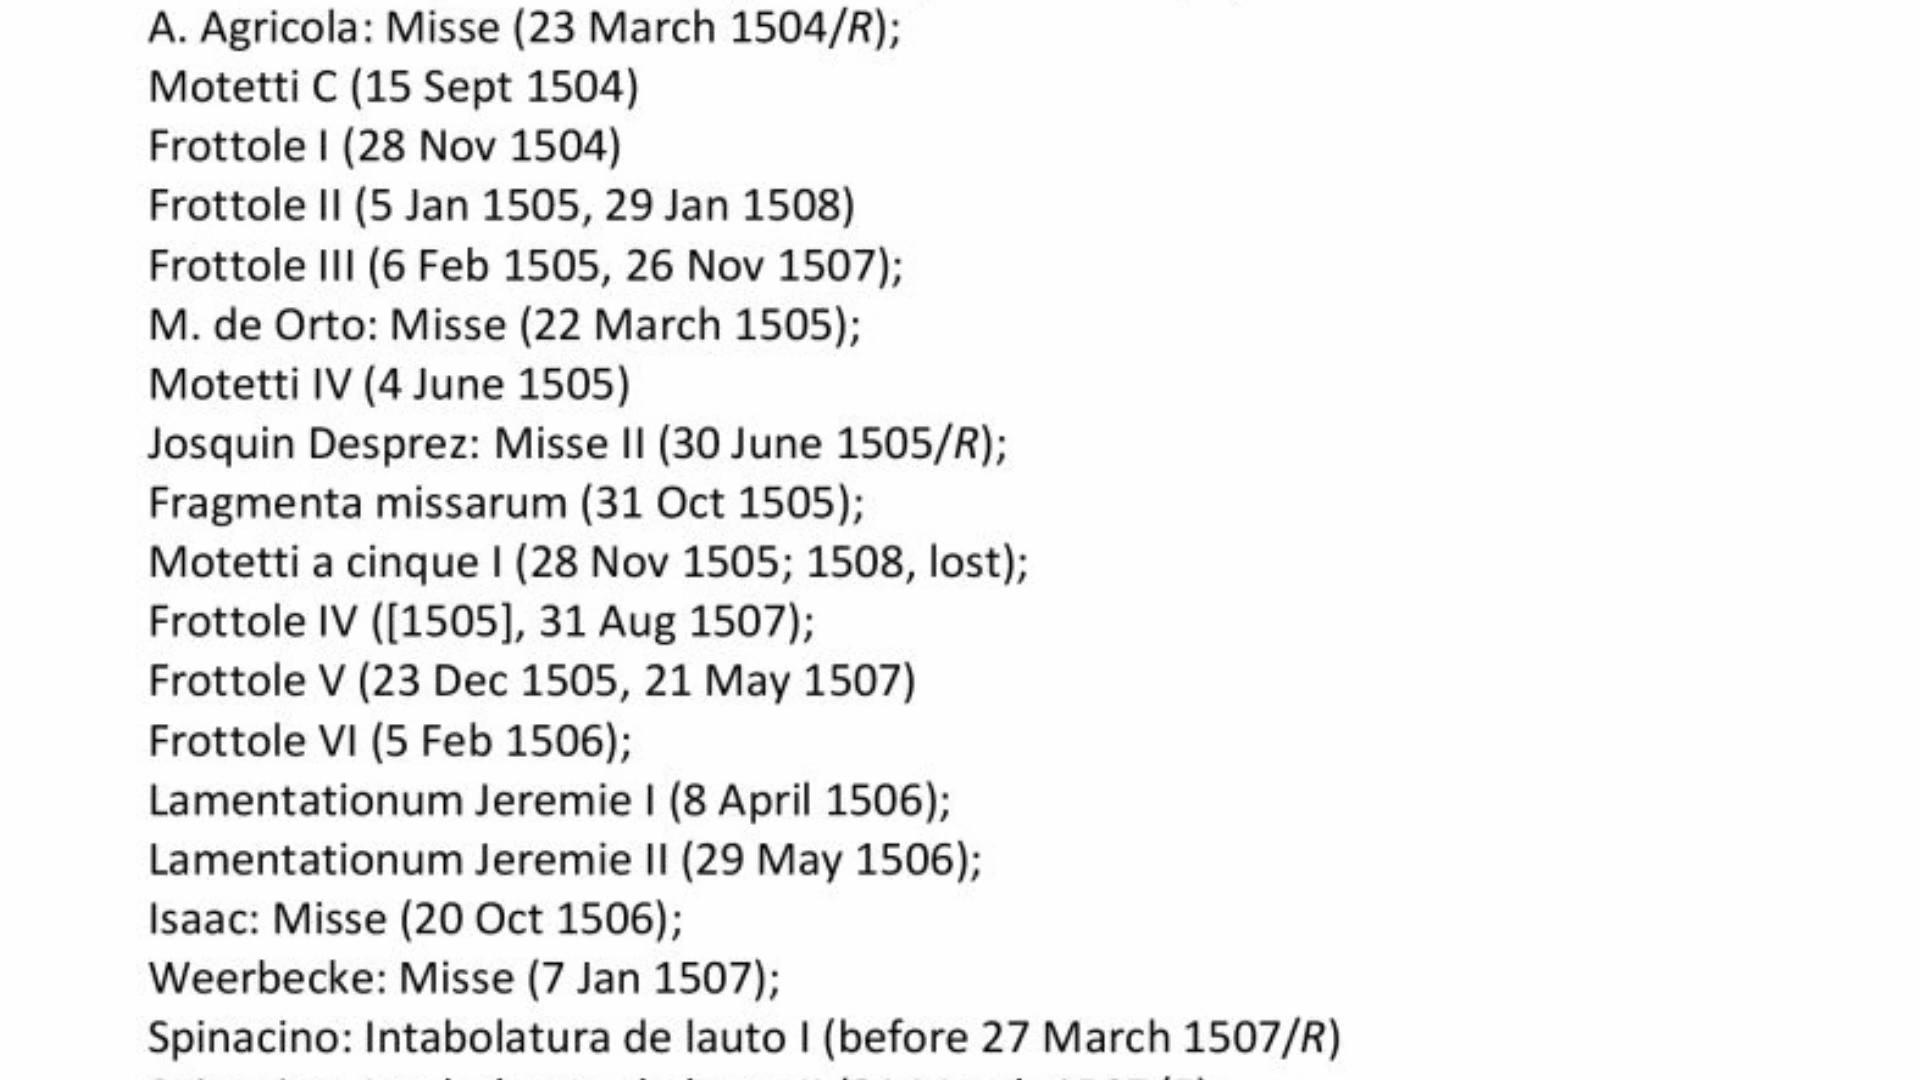 A. Agricola: Misse (23 March 1504/R);
Motetti C (15 Sept 1504)
Frottole I (28 Nov 1504)
Frottole II (5 Jan 1505, 29 Jan 1508)
Frottole III (6 Feb 1505, 26 Nov 1507);
M. de Orto: Misse (22 March 1505);
Motetti IV (4 June 1505)
Josquin Desprez: Misse II (30 June 1505/R);
Fragmenta missarum (31 Oct 1505);
Motetti a cinque I (28 Nov 1505; 1508, lost);
Frottole IV ([1505], 31 Aug 1507);
Frottole V (23 Dec 1505, 21 May 1507)
Frottole VI (5 Feb 1506);
Lamentationum Jeremie I (8 April 1506);
Lamentationum Jeremie II (29 May 1506);
Isaac: Misse (20 Oct 1506);
Weerbecke: Misse (7 Jan 1507);
Spinacino: Intabolatura de lauto I (before 27 March 1507/R)